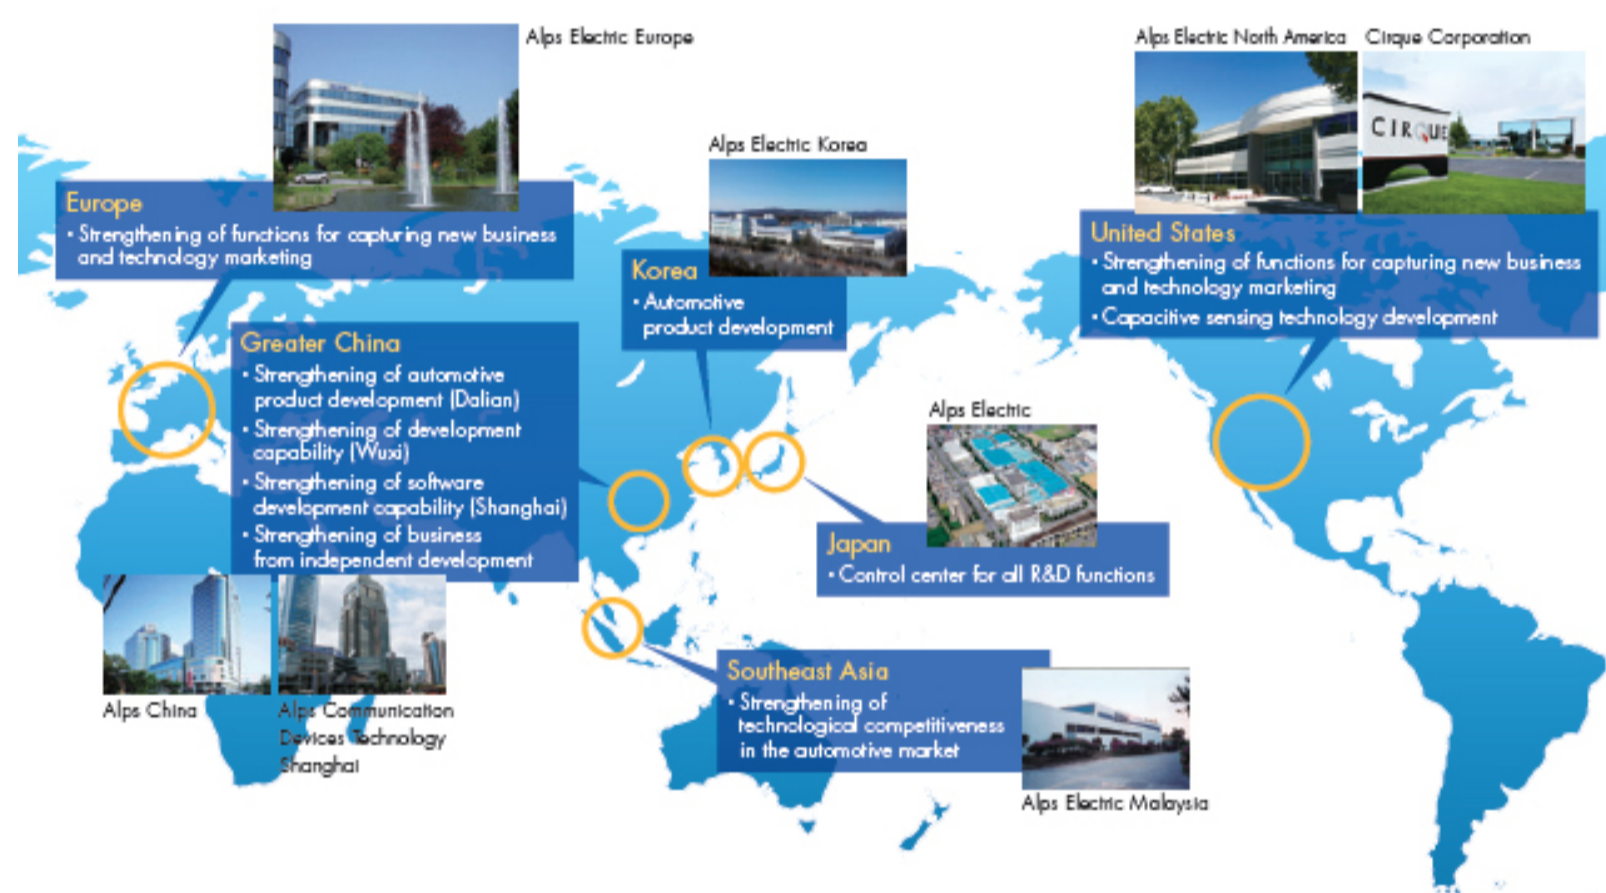 Alps Electric Europe
Europe
・Strengthening of functions for capturing new business
and technology marketing
Alps Electric Korea
Korea
・Automotive
product development
Alps Electric North America
Cirque Corporation
CIRQUE
United States
・Strengthening of functions for capturing new business
and technology marketing
・Capacitive sensing technology development
Greater China
・Strengthening of automotive
product development (Dalian)
・Strengthening of development
capability (Wuxi)
・Strengthening of software
development capability (Shanghai)
・Strengthening of business
from independent development
Alps China
Alps Communication
Devices Technology
Shanghai
Alps Electric
Japan
・Control center for all R&D functions
Southeast Asia
・Strengthening of
technological competitiveness
in the automotive market
Alps Electric Malaysia